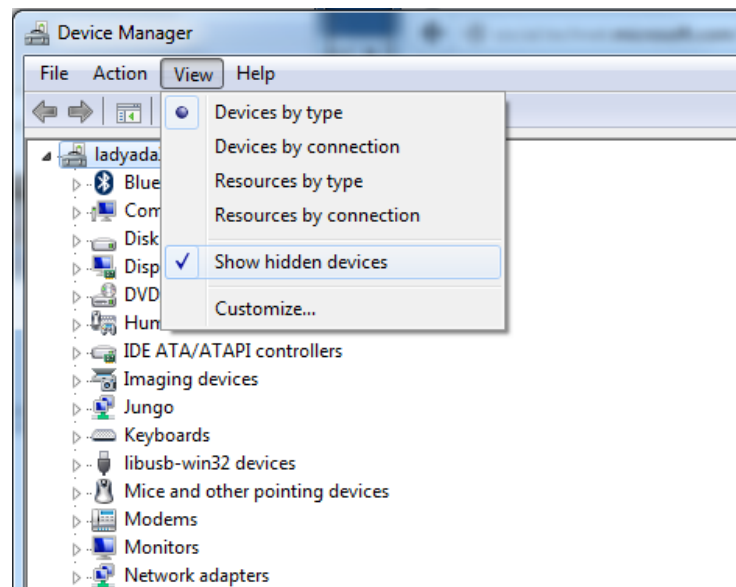 Device Manager
File Action View Help
Devices by type
Devices by connection
Resources by type
Resources by connection
Show hidden devices
Customize...
ladyada
Blue
Com
Disk
Disp
DVD
Hum
IDE ATA/ATAPI controllers
Imaging devices
Jungo
Keyboards
libusb-win32 devices
Mice and other pointing devices
Modems
Monitors
Network adapters